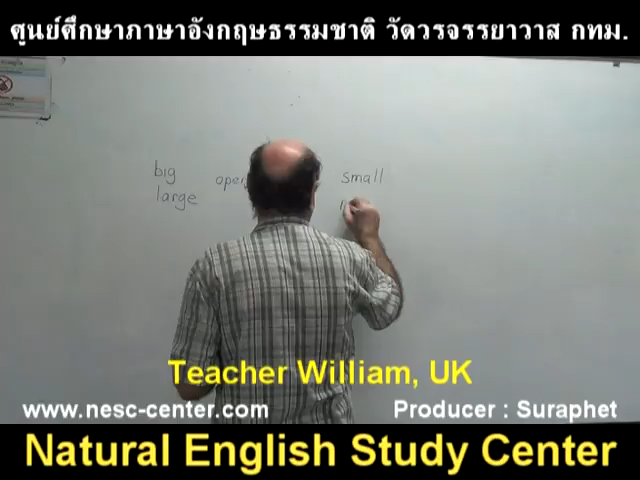 ศูนย์ศึกษาภาษาอังกฤษธรรมชาติ วัดวรจรรยาวาส กทม.
big
small
large
Teacher William, UK
www.nesc-center.com
Producer : Suraphet
Natural English Study Center